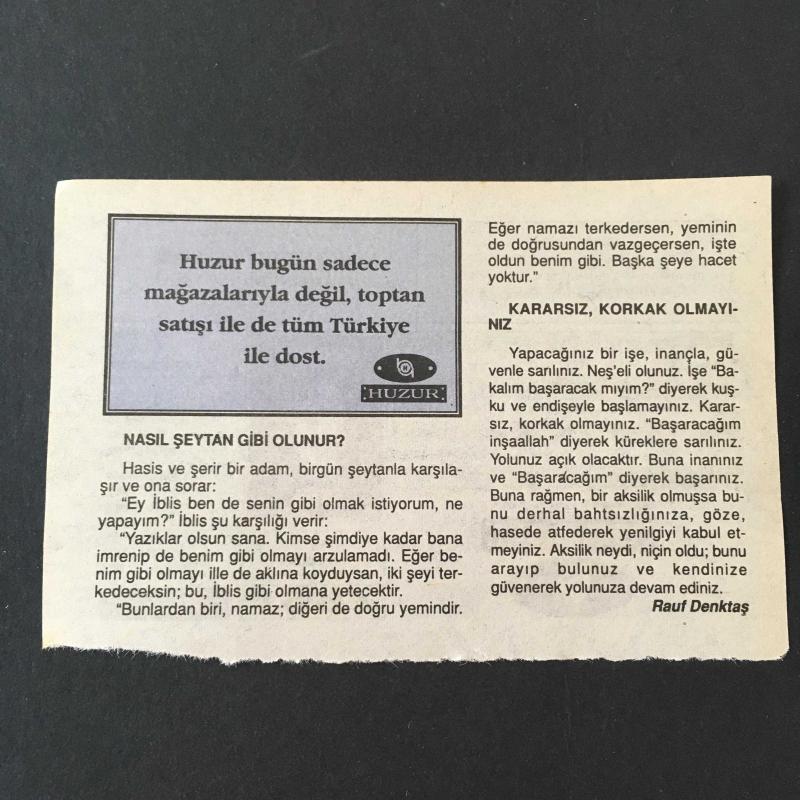 Huzur bugün sadece
mağazalarıyla değil, toptan
satışı ile de tüm Türkiye
ile dost.
HUZUR
NASIL ŞEYTAN GİBİ OLUNUR?
Hasis ve şerir bir adam, birgün şeytanla karşıla-
şır ve ona sorar:
“Ey İblis ben de senin gibi olmak istiyorum, ne
yapayım?” İblis şu karşılığı verir:
“Yazıklar olsun sana. Kimse şimdiye kadar bana
imrenip de benim gibi olmayı arzulamadı. Eğer be-
nim gibi olmayı ille de aklına koyduysan, iki şeyi ter-
kedeceksin; bu, İblis gibi olmana yetecektir.
“Bunlardan biri, namaz; diğeri de doğru yemindir.
Eğer namazı terkedersen, yeminin
de doğrusundan vazgeçersen, işte
oldun benim gibi. Başka şeye hacet
yoktur.”
KARARSIZ, KORKAK OLMAYI-
NIZ
Yapacağınız bir işe, inançla, gü-
venle sarılınız. Neş'eli olunuz. İşe “Ba-
kalım başaracak mıyım?” diyerek kuş-
ku ve endişeyle başlamayınız. Karar-
sız, korkak olmayınız. “Başaracağım
inşaallah” diyerek küreklere sarılınız.
Yolunuz açık olacaktır. Buna inanınız
ve “Başaracağım” diyerek başarınız.
Buna rağmen, bir aksilik olmuşsa bu-
nu derhal bahtsızlığınıza, göze,
hasede atfederek yenilgiyi kabul et-
meyiniz. Aksilik neydi, niçin oldu; bunu
arayıp bulunuz ve kendinize
güvenerek yolunuza devam ediniz.
Rauf Denktaş